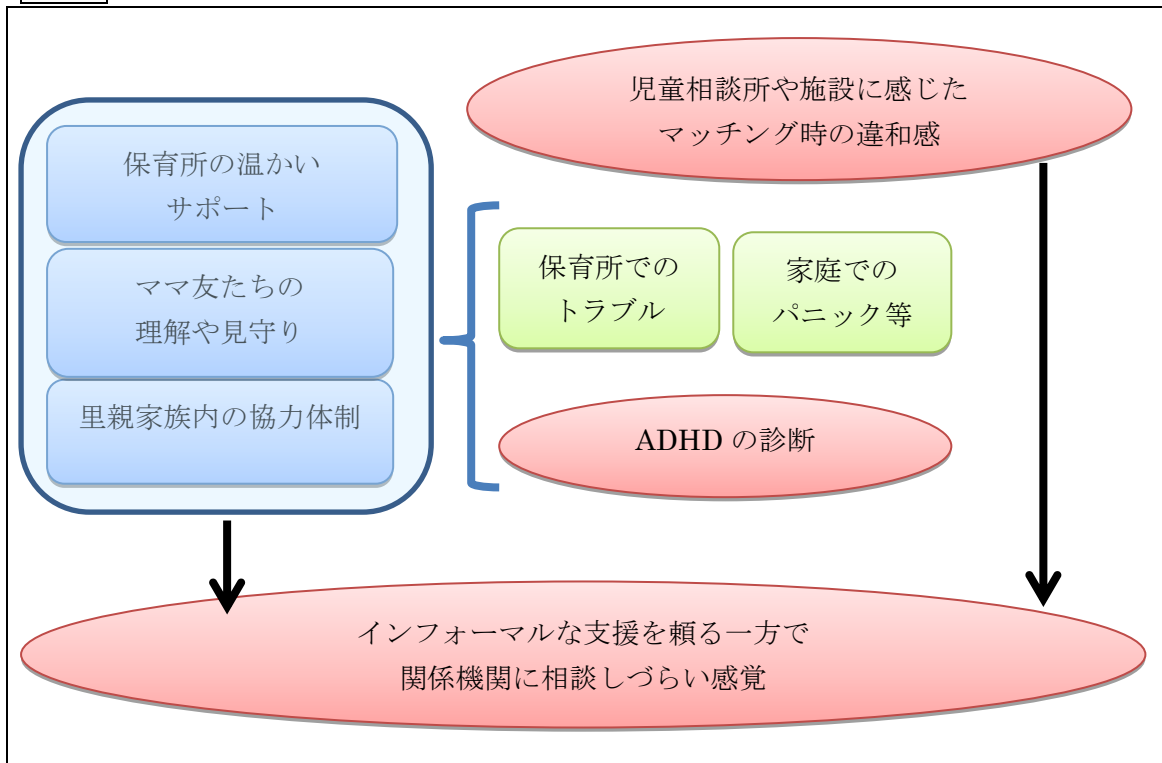 児童相談所や施設に感じた
マッチング時の違和感
保育所の温かい
サポート
ママ友たちの
理解や見守り
里親家族内の協力体制
保育所での
トラブル
家庭での
パニック等
ADHD の診断
インフォーマルな支援を頼る一方で
関係機関に相談しづらい感覚